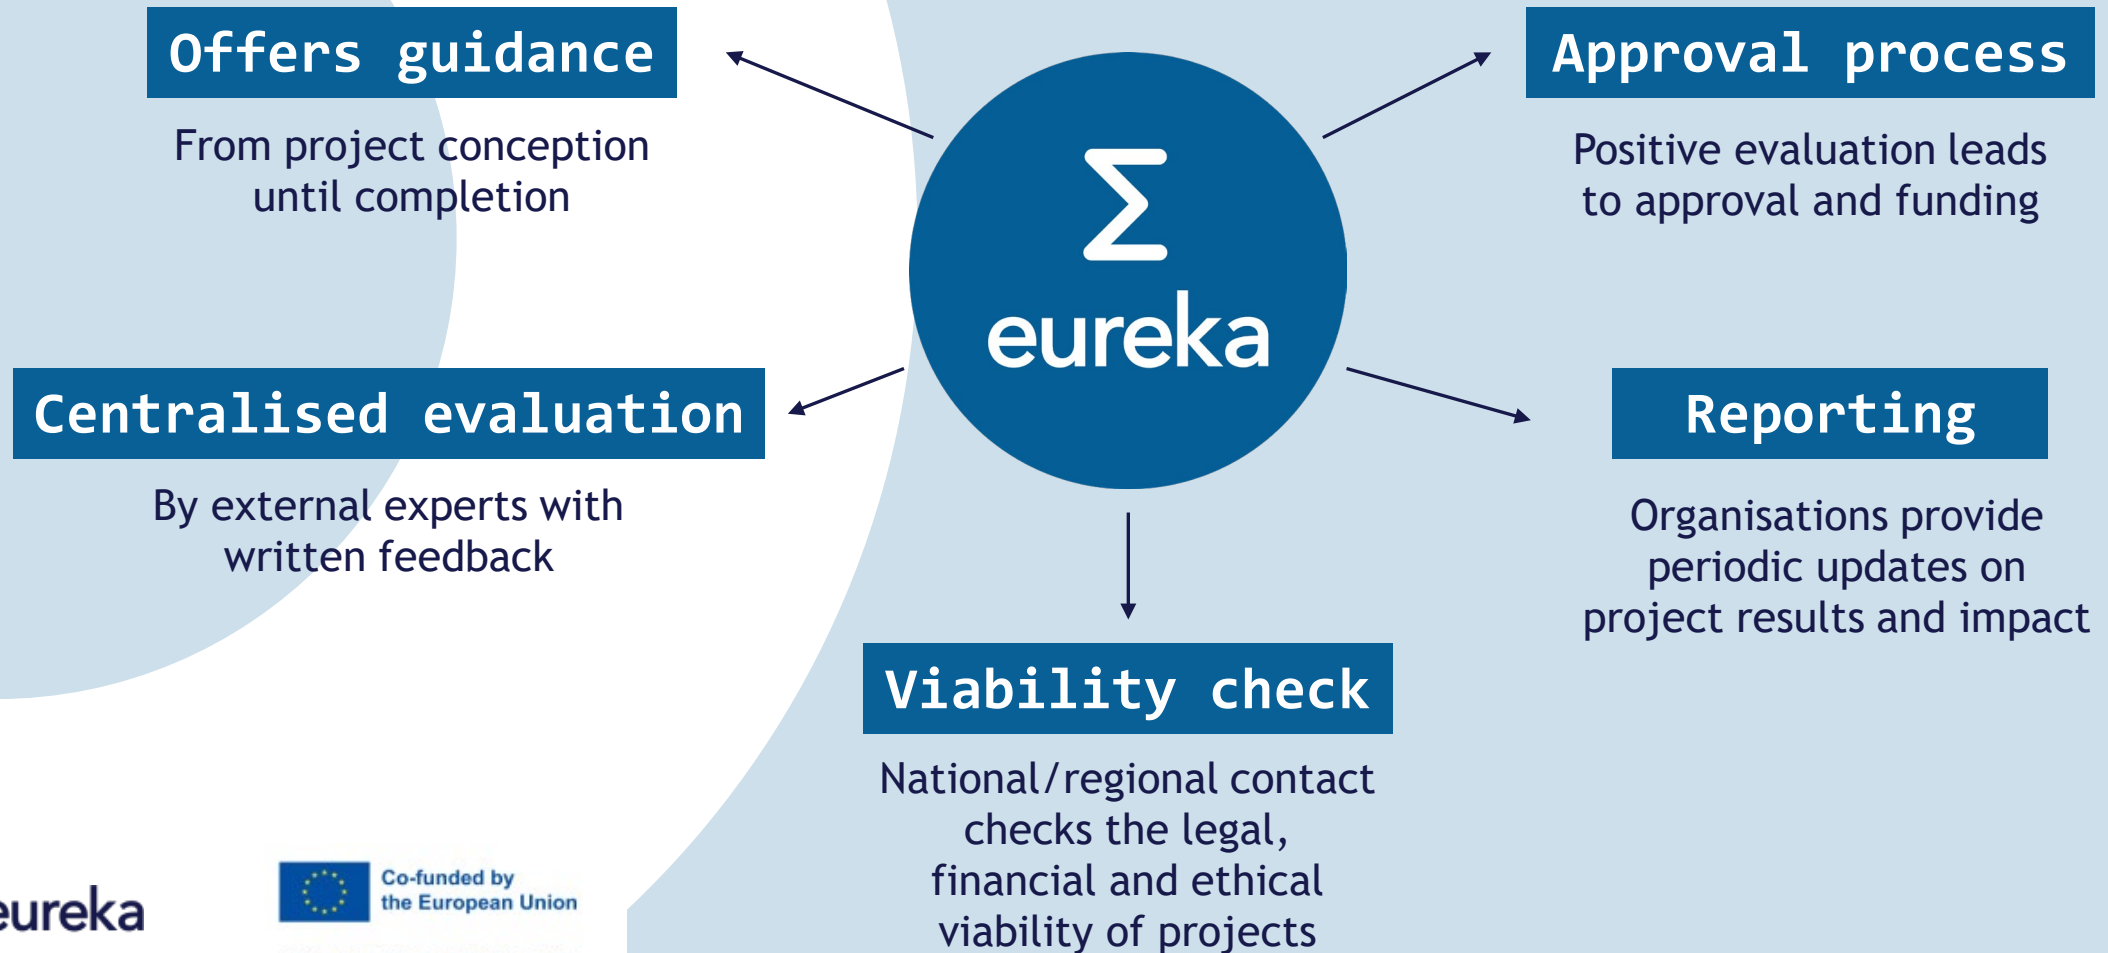 Offers guidance
From project conception
until completion
Centralised evaluation
By external experts with
written feedback
Σ
eureka
Viability check
National/regional contact
checks the legal,
financial and ethical
viability of projects
Approval process
Positive evaluation leads
to approval and funding
Reporting
Organisations provide
periodic updates on
project results and impact
eureka
Co-funded by
the European Union